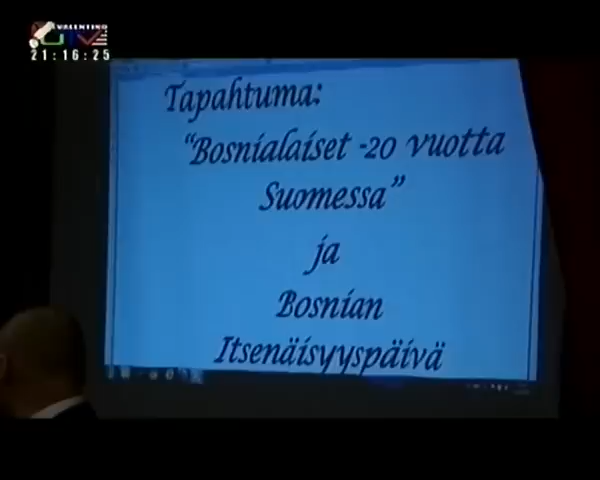 VALENTINO
21:16:25
Tapahtuma:
"Bosnialaiset -20 vuotta
Suomessa"
ja
Bosnian
Itsenäisyyspäivä